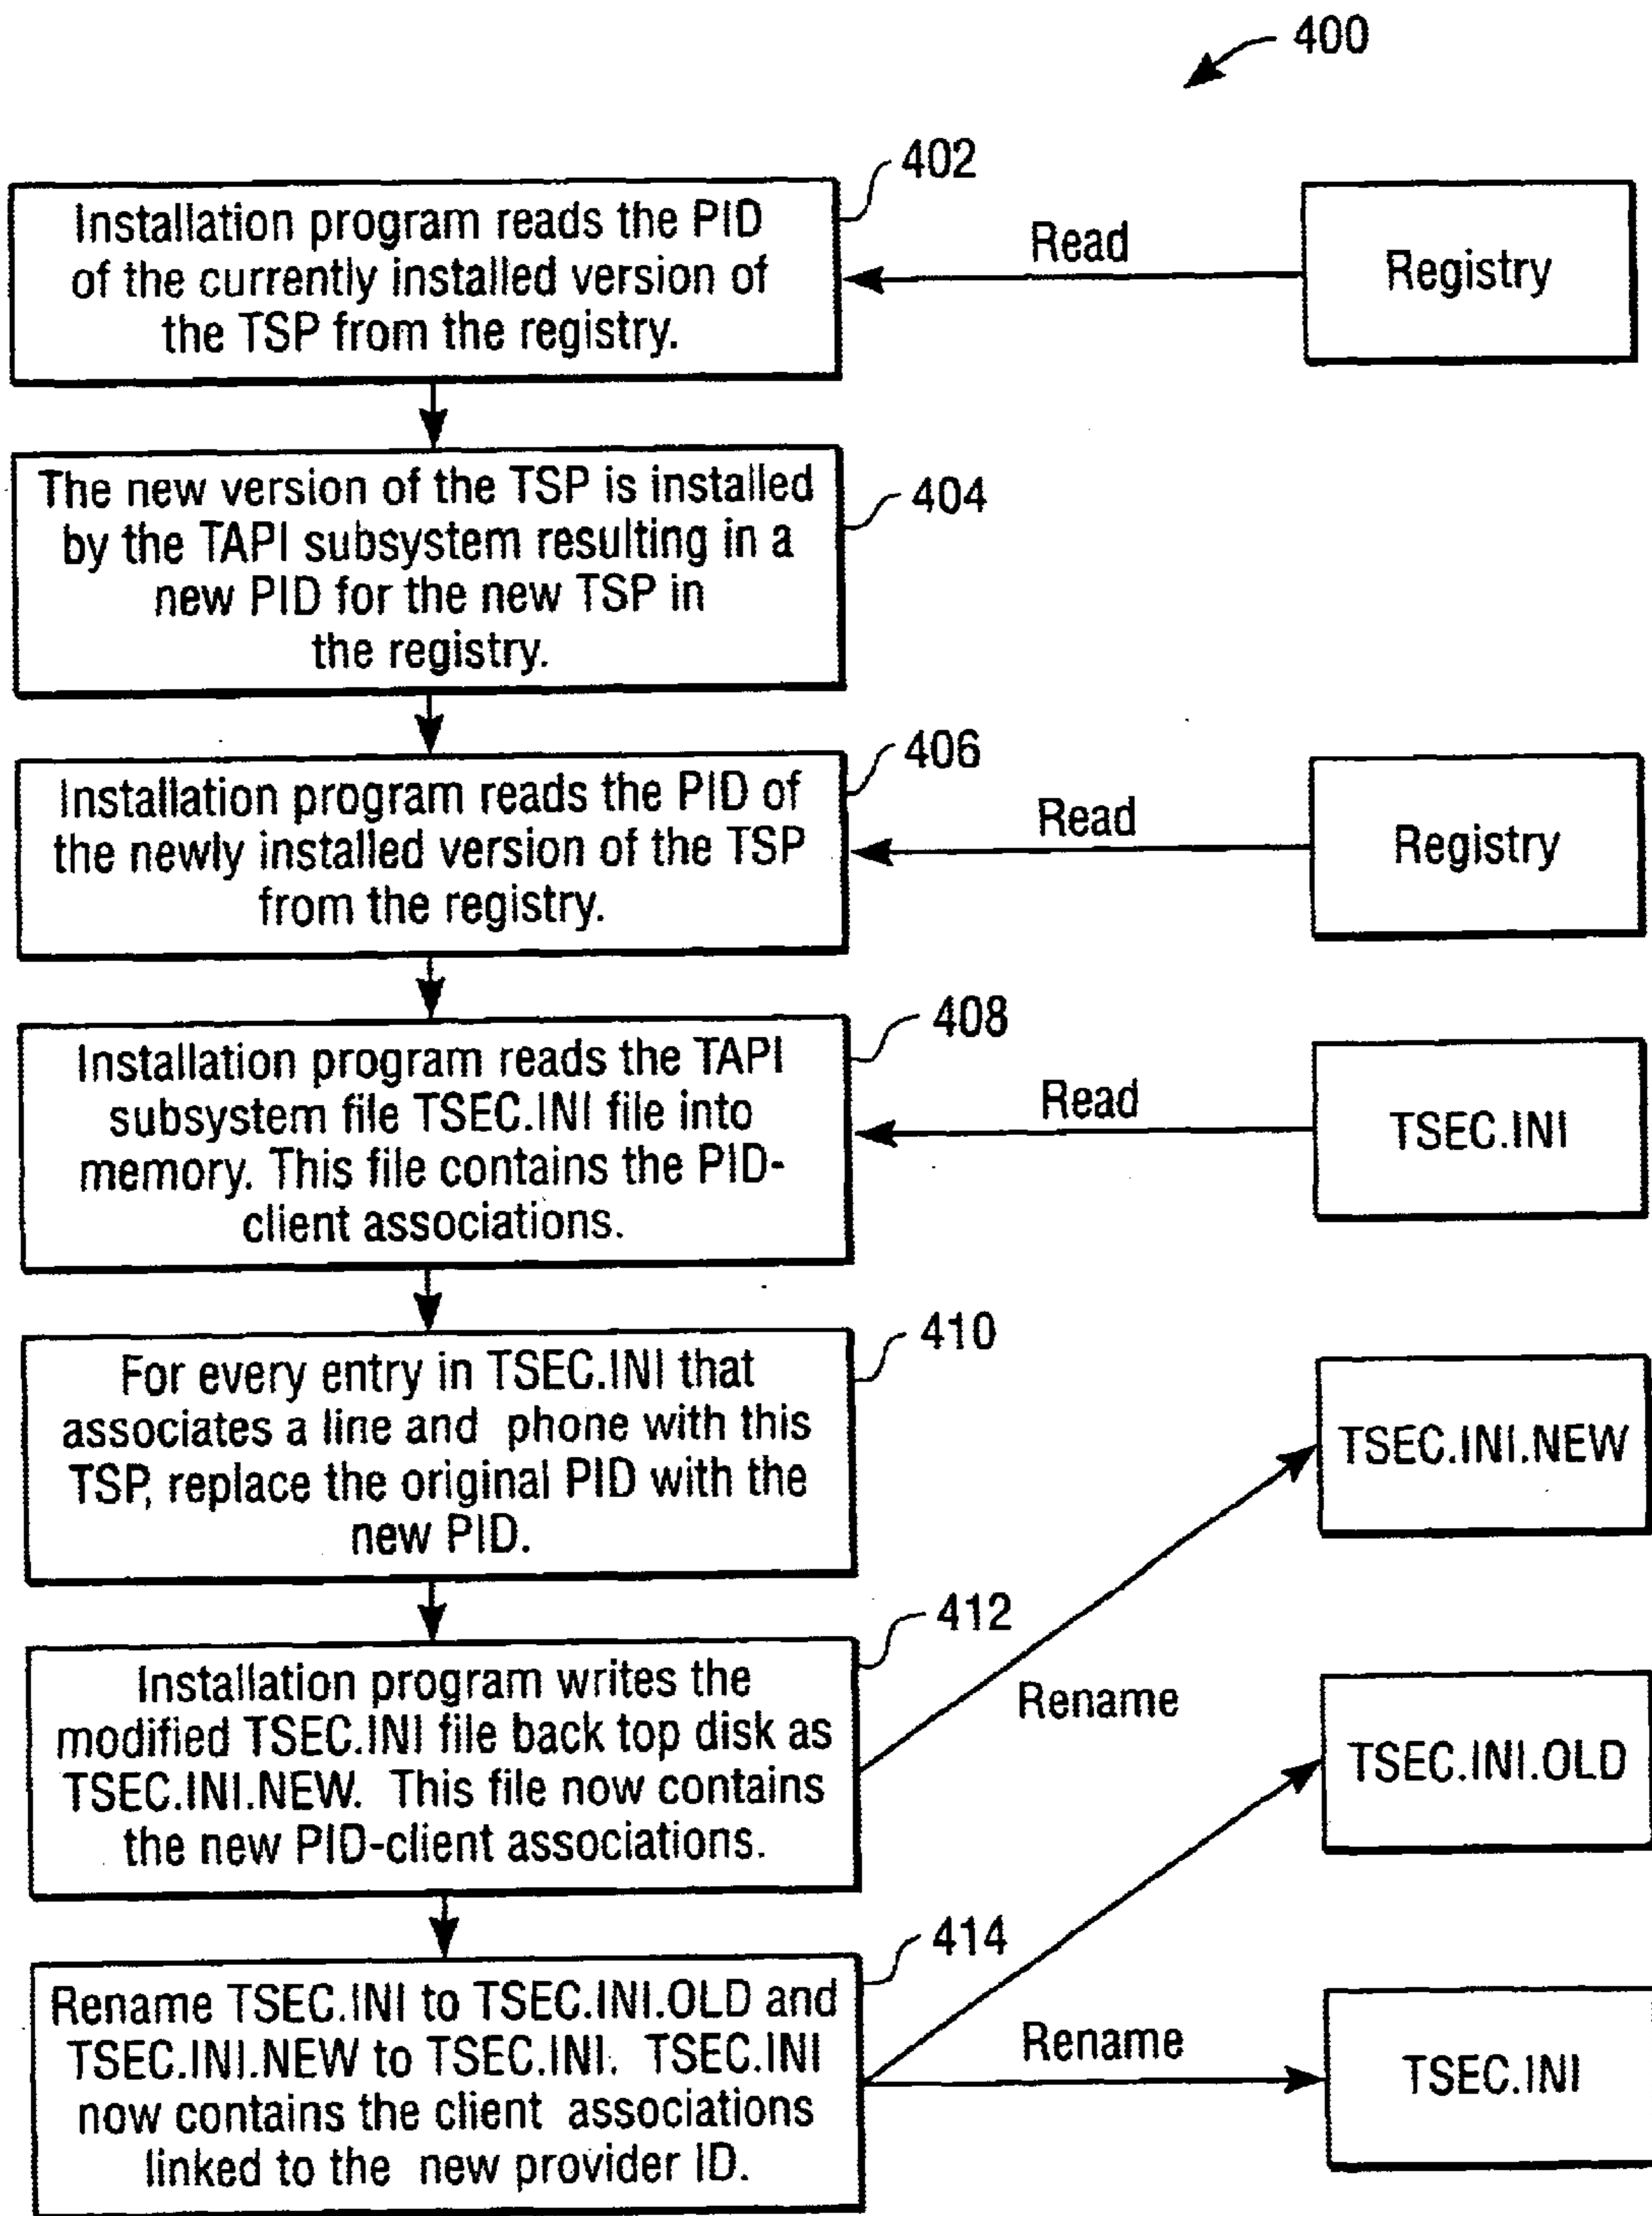 400
402
Installation program reads the PID
of the currently installed version of
the TSP from the registry.
Read
Registry
404
The new version of the TSP is installed
by the TAPI subsystem resulting in a
new PID for the new TSP in
the registry.
406
Installation program reads the PID of
the newly installed version of the TSP
from the registry.
Read
Registry
408
Installation program reads the TAPI
subsystem file TSEC.INI file into
memory. This file contains the PID-
client associations.
Read
TSEC.INI
410
For every entry in TSEC.INI that
associates a line and phone with this
TSP, replace the original PID with the
new PID.
TSEC.INI.NEW
412
Installation program writes the
modified TSEC.INI file back top disk as
TSEC.INI.NEW. This file now contains
the new PID-client associations.
Rename
TSEC.INI.OLD
414
Rename TSEC.INI to TSEC.INI.OLD and
TSEC.INI.NEW to TSEC.INI. TSEC.INI
now contains the client associations
linked to the new provider ID.
Rename
TSEC.INI